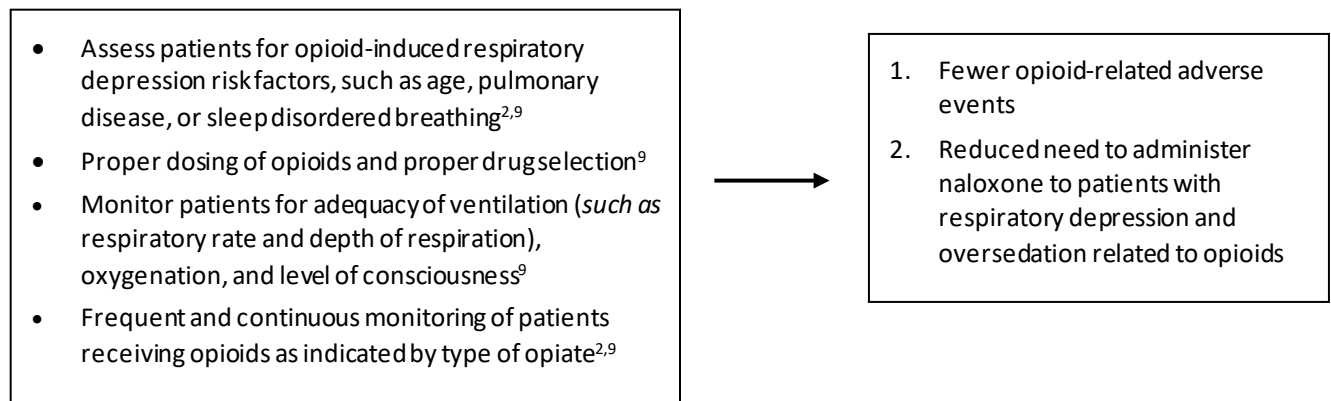 • Assess patients for opioid-induced respiratory
depression risk factors, such as age, pulmonary
disease, or sleep disordered breathing2,9
• Proper dosing of opioids and proper drug selection9
• Monitor patients for adequacy of ventilation (such as
respiratory rate and depth of respiration),
oxygenation, and level of consciousness9
• Frequent and continuous monitoring of patients
receiving opioids as indicated by type of opiate2,9
1. Fewer opioid-related adverse
events
2. Reduced need to administer
naloxone to patients with
respiratory depression and
oversedation related to opioids